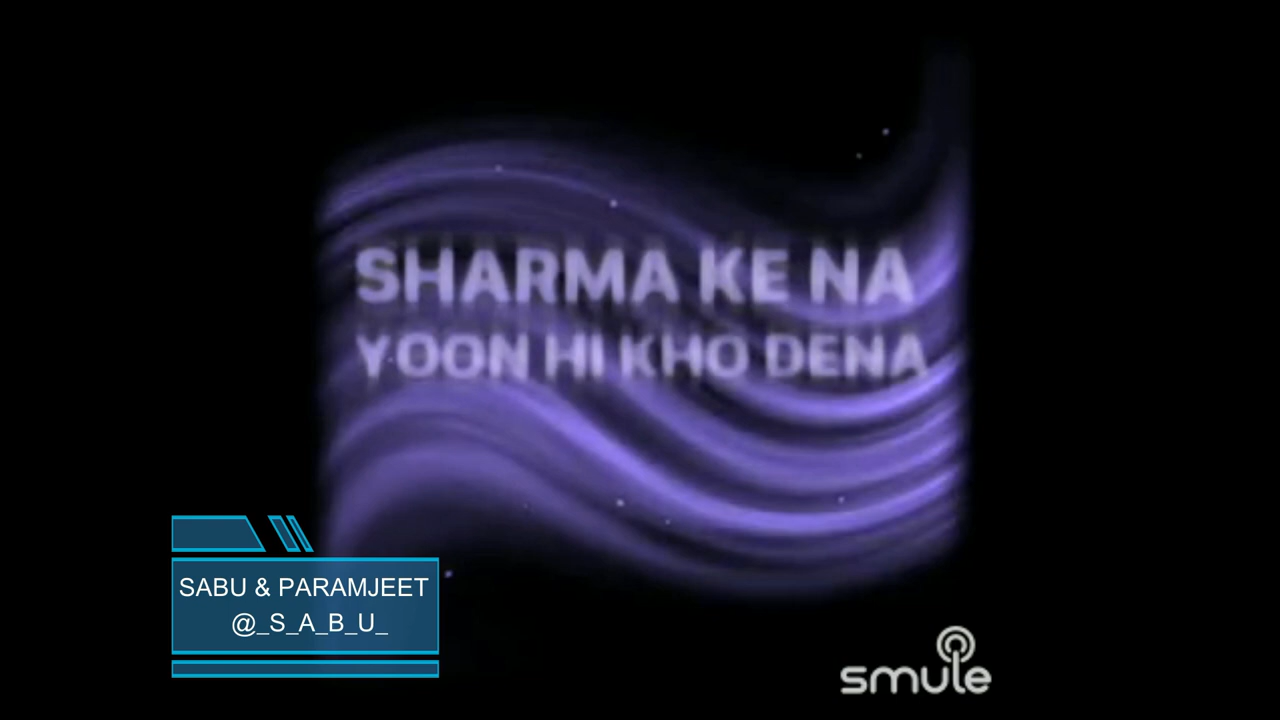 SHARMA KE NA
YOON HI KHO DENA
SABU & PARAMJEET
@_S_A_B_U_
smule